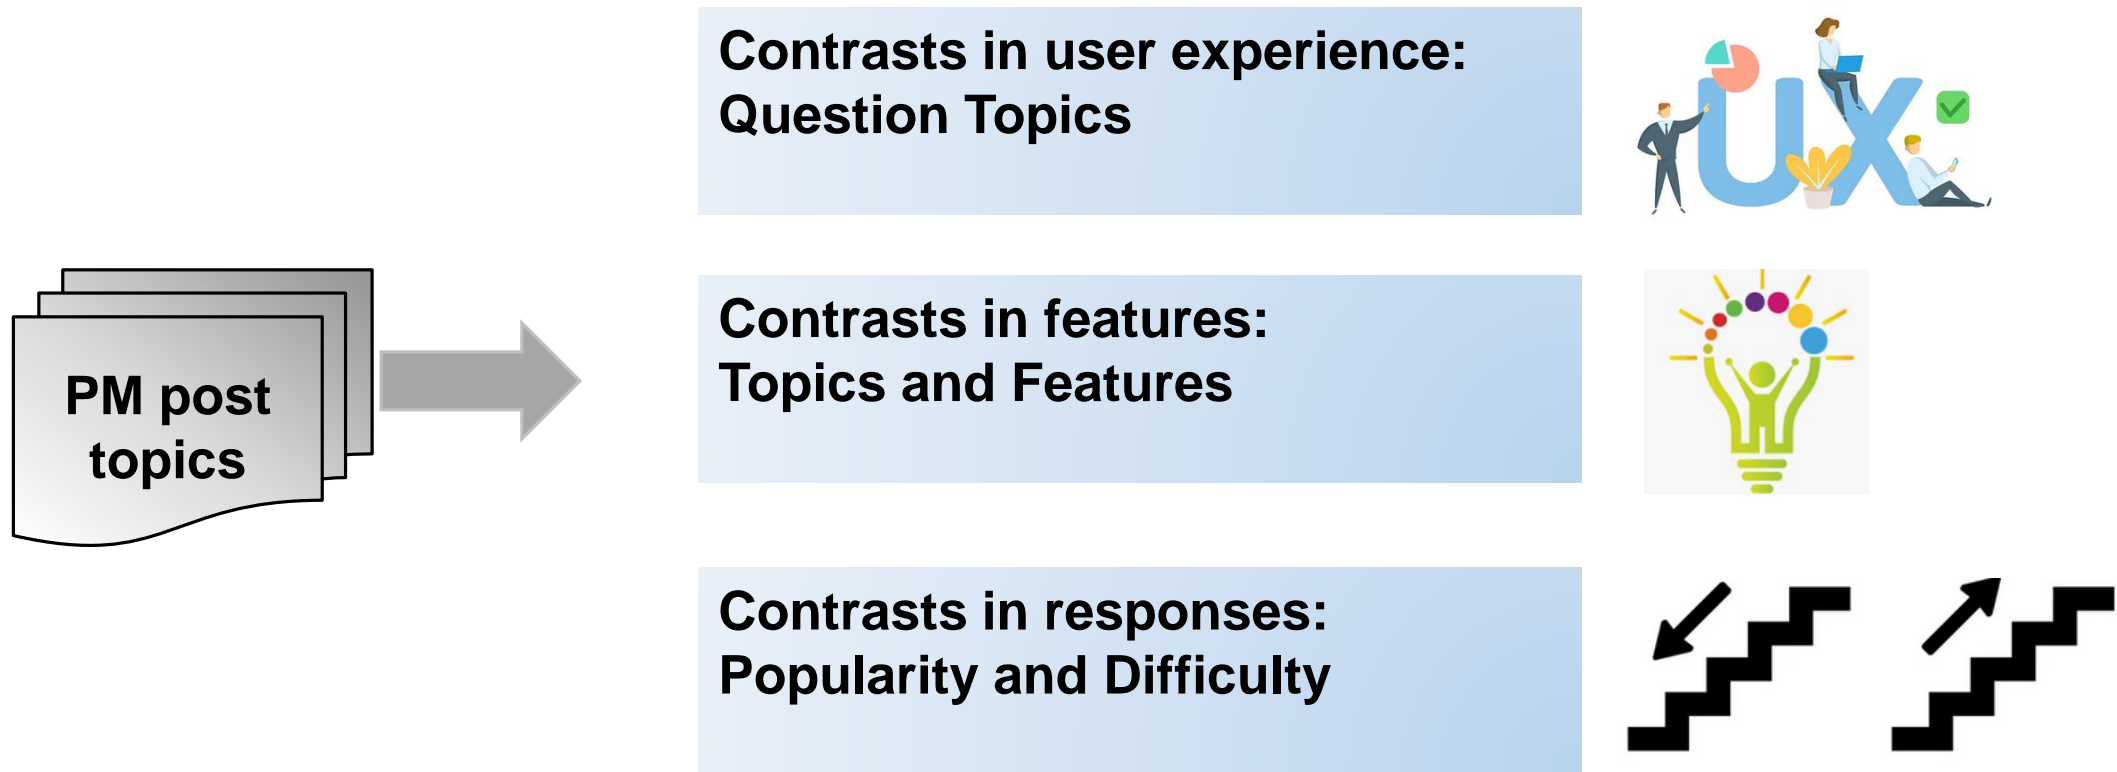 PM post
topics
Contrasts in user experience:
Question Topics
UX
Contrasts in features:
Topics and Features
Contrasts in responses:
Popularity and Difficulty